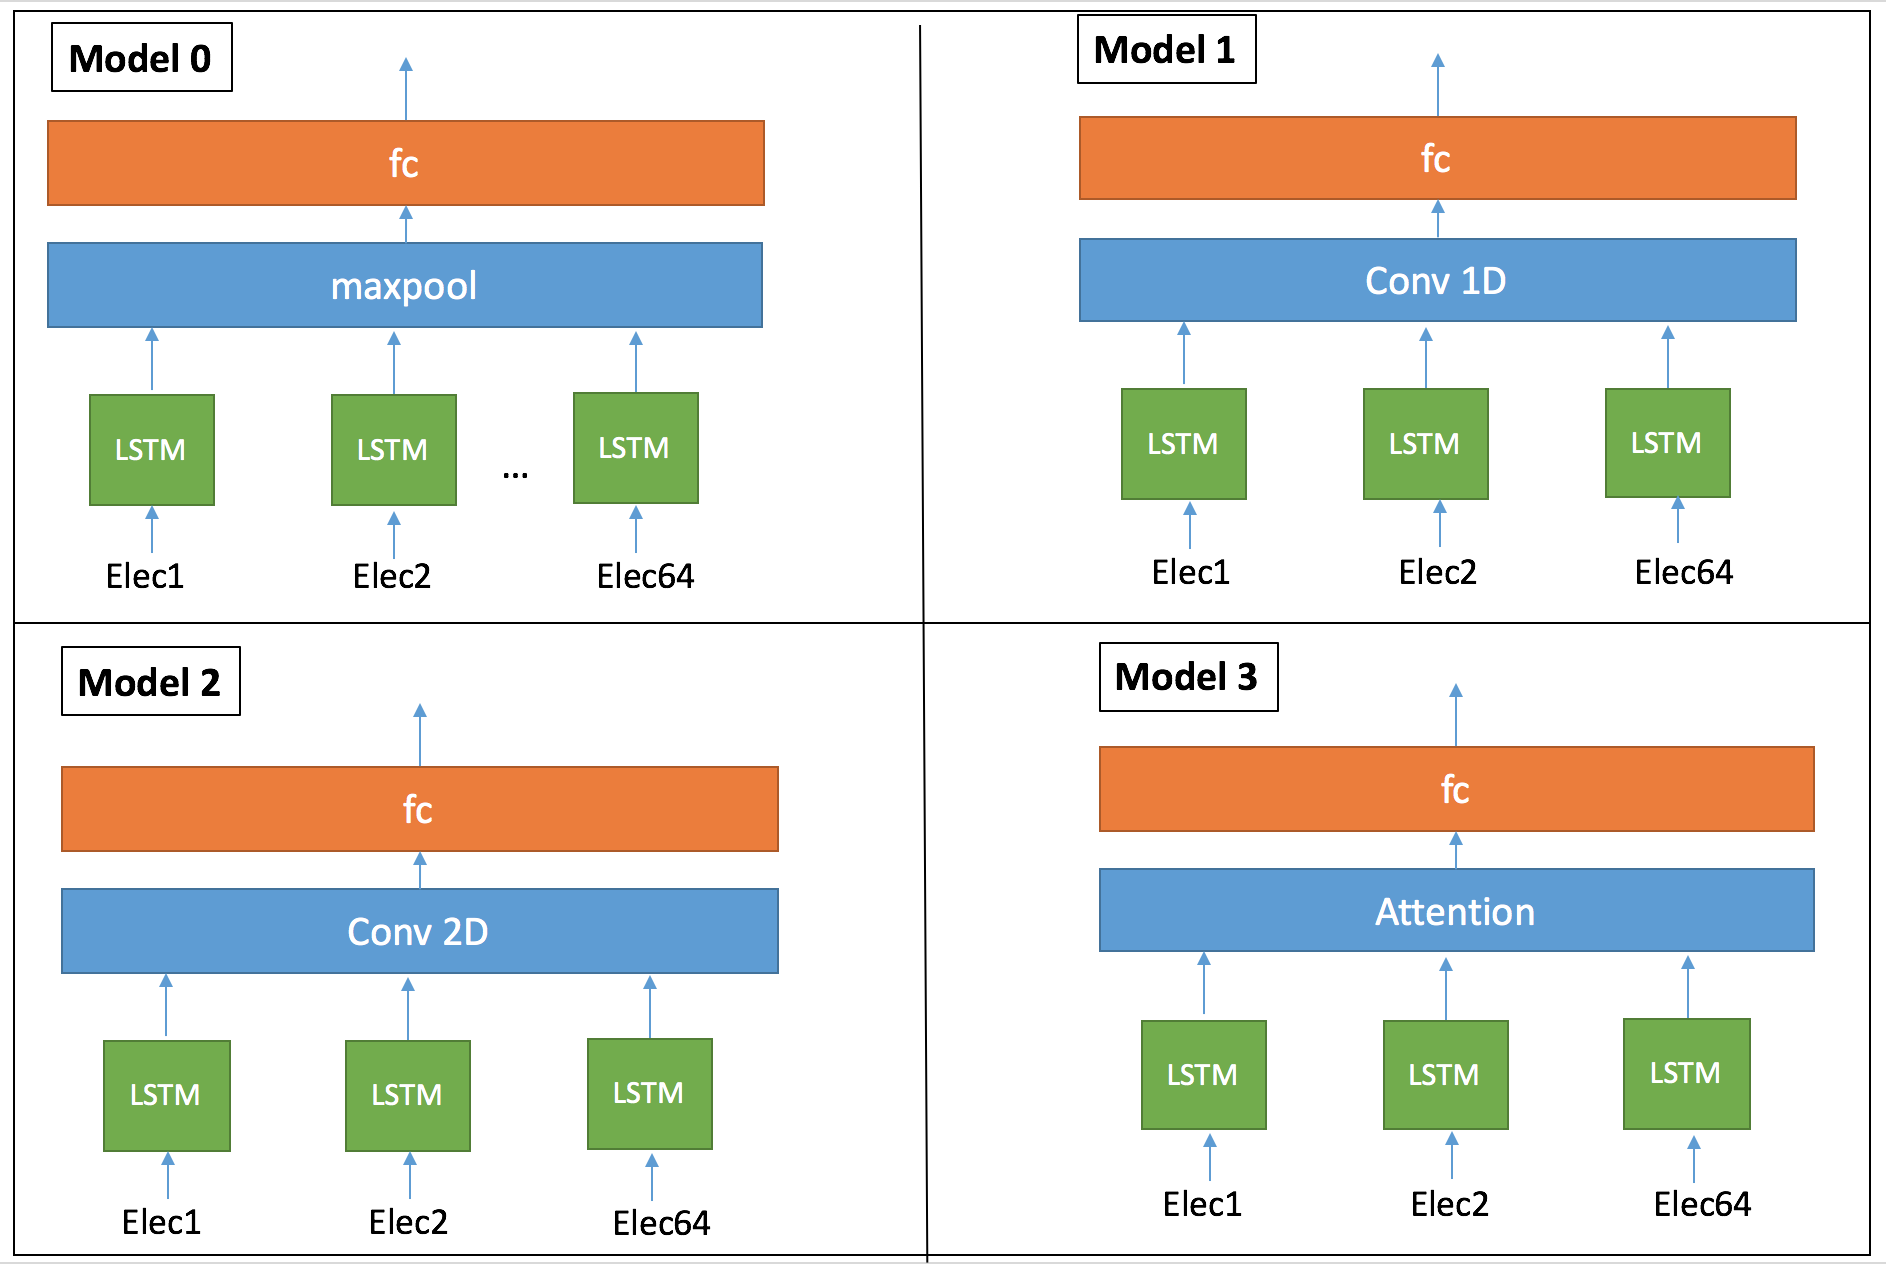 Model 0
fc
maxpool
LSTM LSTM ... LSTM
Elec1 Elec2 Elec64
Model 1
fc
Conv 1D
LSTM LSTM LSTM
Elec1 Elec2 Elec64
Model 2
fc
Conv 2D
LSTM LSTM LSTM
Elec1 Elec2 Elec64
Model 3
fc
Attention
LSTM LSTM LSTM
Elec1 Elec2 Elec64